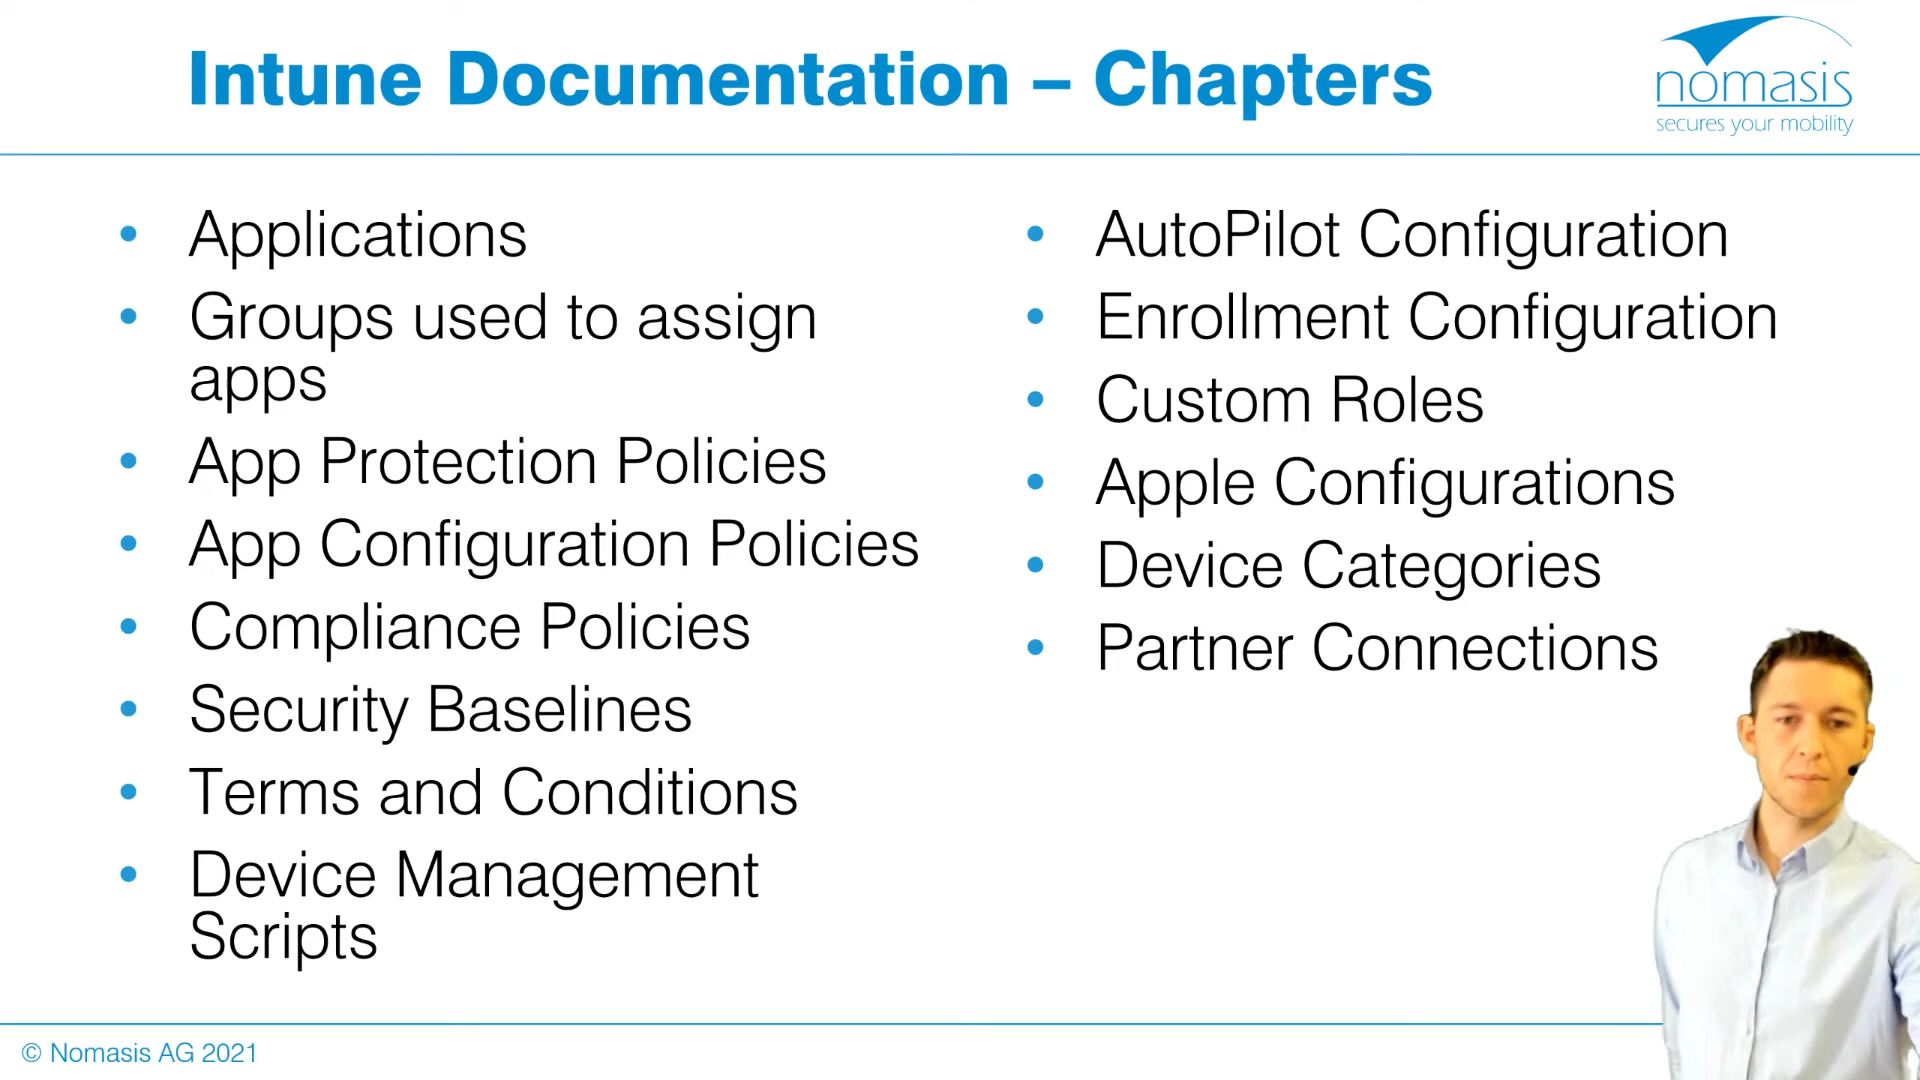 Intune Documentation – Chapters
nomasis
secures your mobility
• Applications
• Groups used to assign
apps
• App Protection Policies
• App Configuration Policies
• Compliance Policies
• Security Baselines
• Terms and Conditions
• Device Management
Scripts
• AutoPilot Configuration
• Enrollment Configuration
• Custom Roles
• Apple Configurations
• Device Categories
• Partner Connections
© Nomasis AG 2021